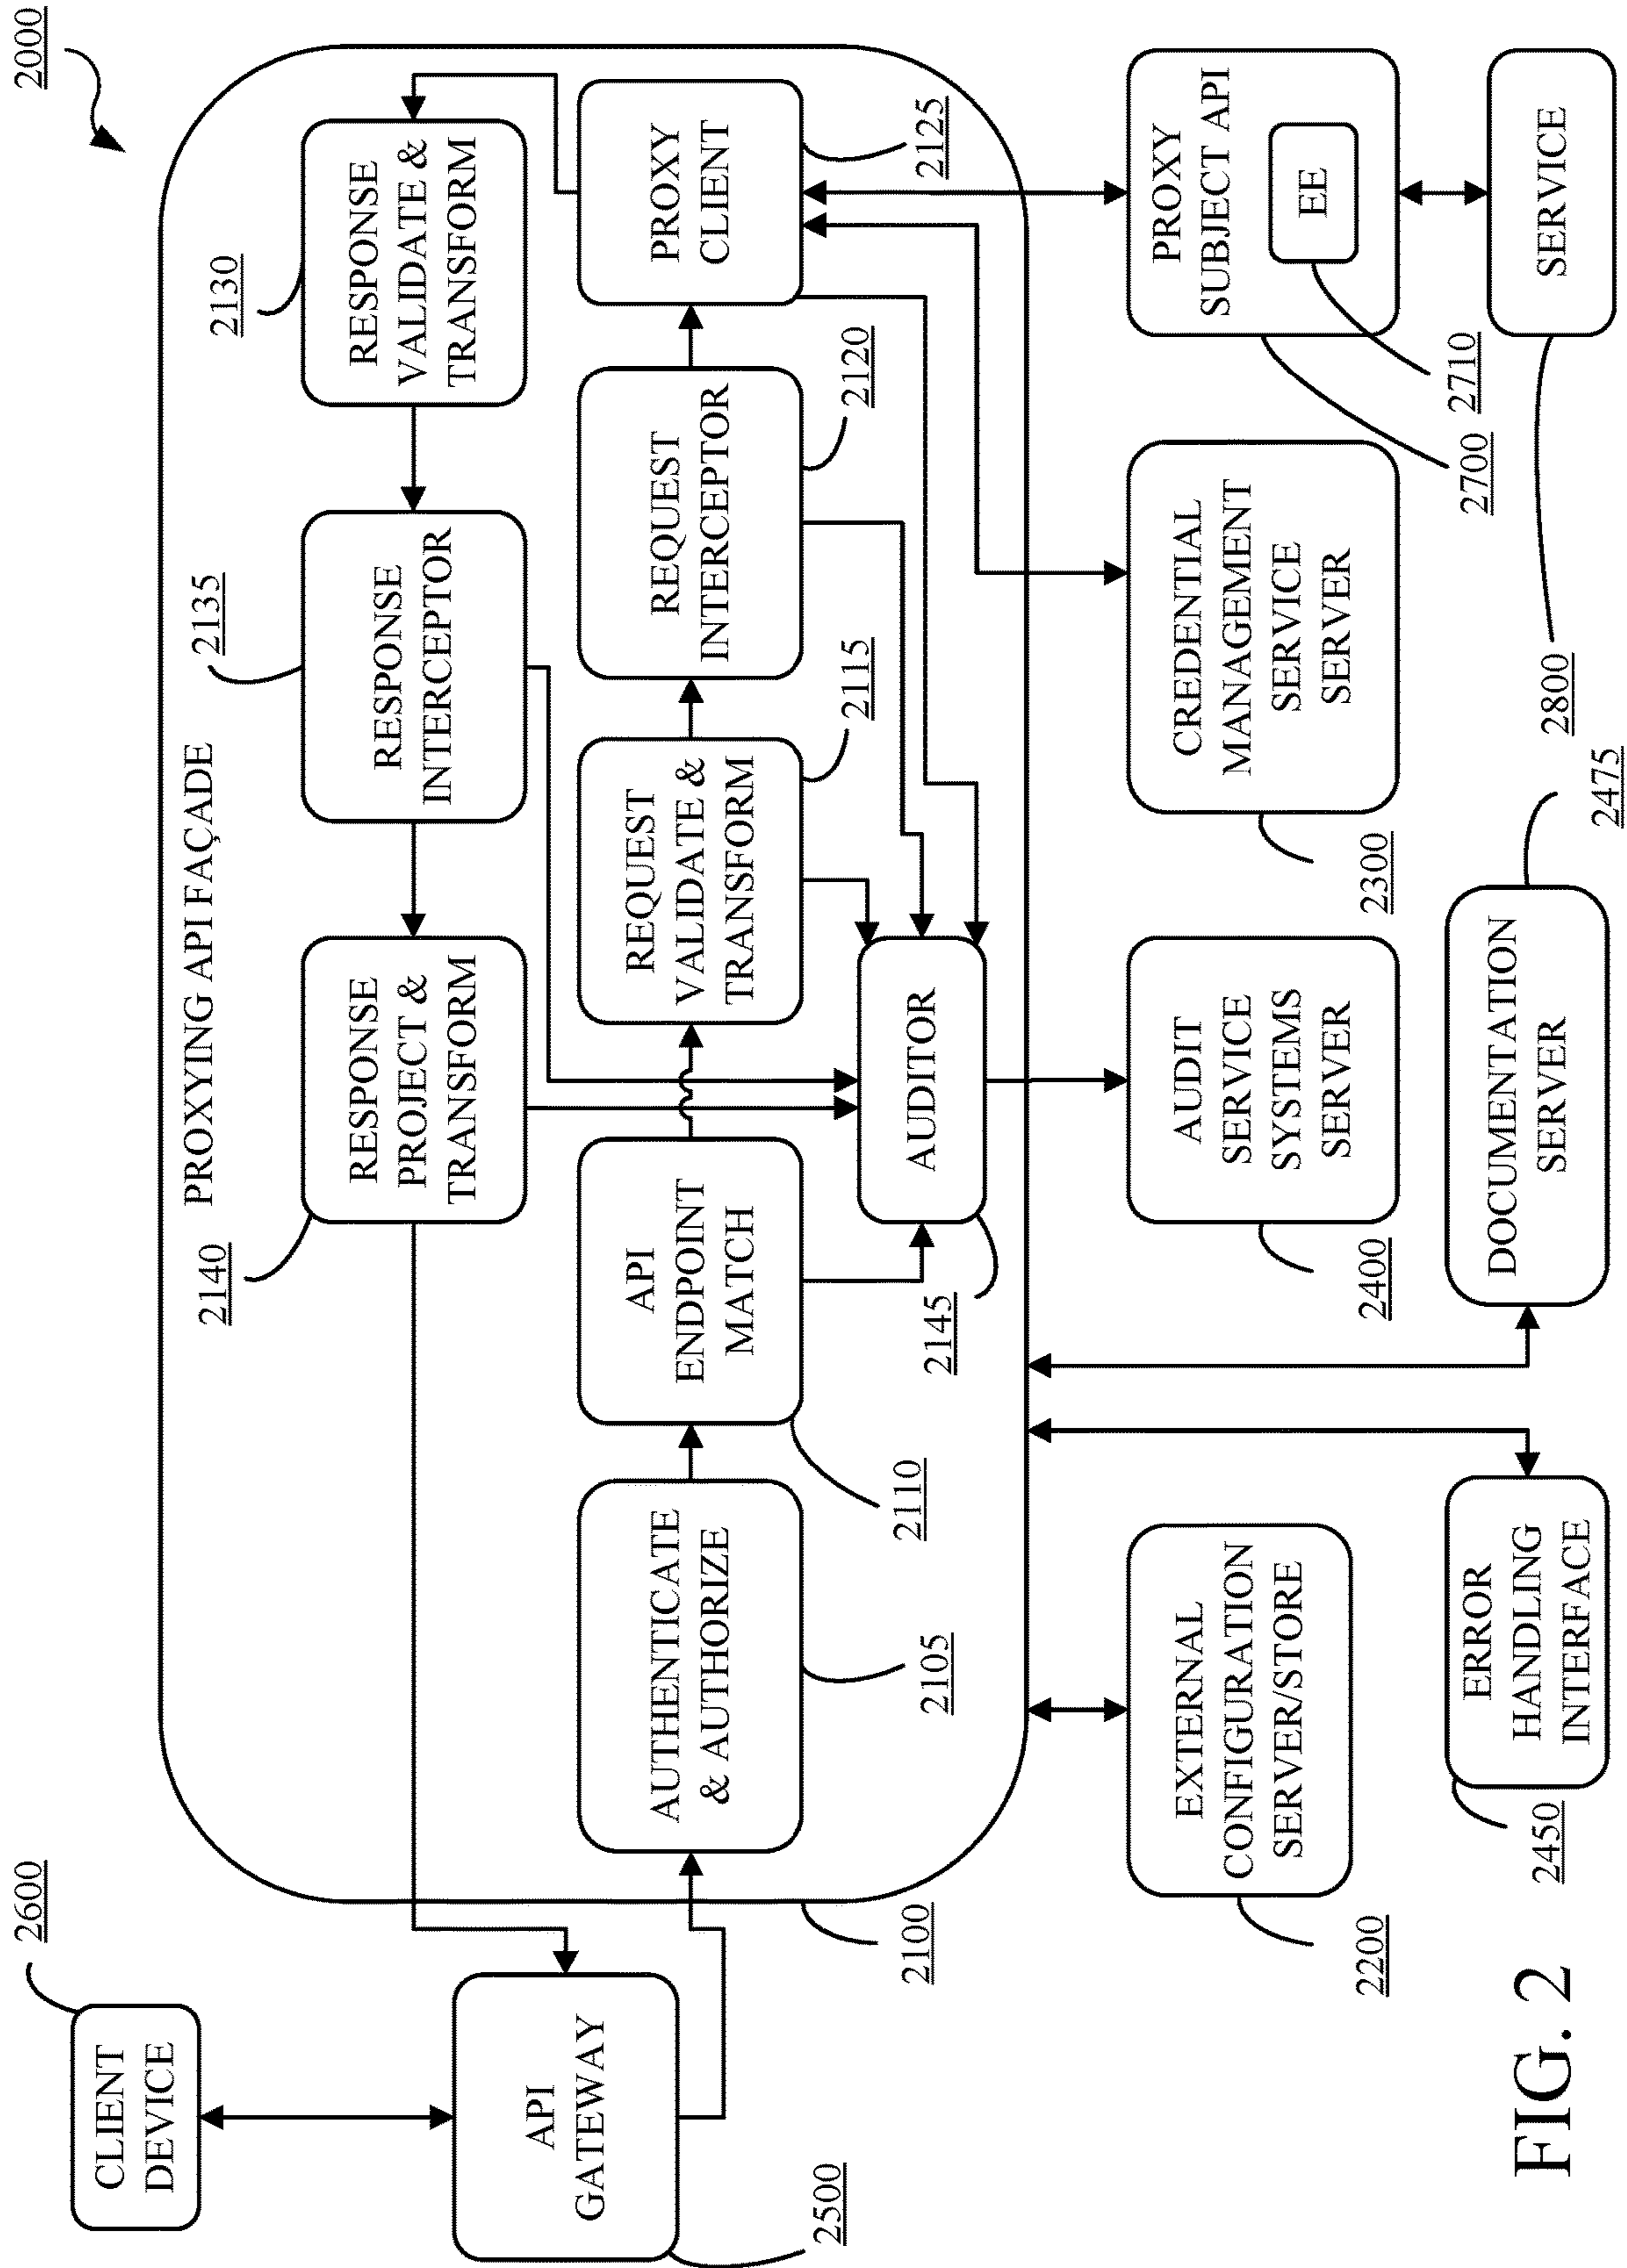 2000
CLIENT
DEVICE
2600
API
GATEWAY
2500
PROXYING API FAÇADE
2100
RESPONSE
PROJECT &
TRANSFORM
2140
RESPONSE
INTERCEPTOR
2135
RESPONSE
VALIDATE &
TRANSFORM
2130
AUTHENTICATE
& AUTHORIZE
2105
API
ENDPOINT
MATCH
2110
REQUEST
VALIDATE &
TRANSFORM
2115
REQUEST
INTERCEPTOR
2120
PROXY
CLIENT
2125
AUDITOR
2145
EXTERNAL
CONFIGURATION
SERVER/STORE
2200
AUDIT
SERVICE
SYSTEMS
SERVER
2400
CREDENTIAL
MANAGEMENT
SERVICE
SERVER
2300
PROXY
SUBJECT API
EE
2710
2700
ERROR
HANDLING
INTERFACE
2450
DOCUMENTATION
SERVER
2475
SERVICE
2800
FIG. 2